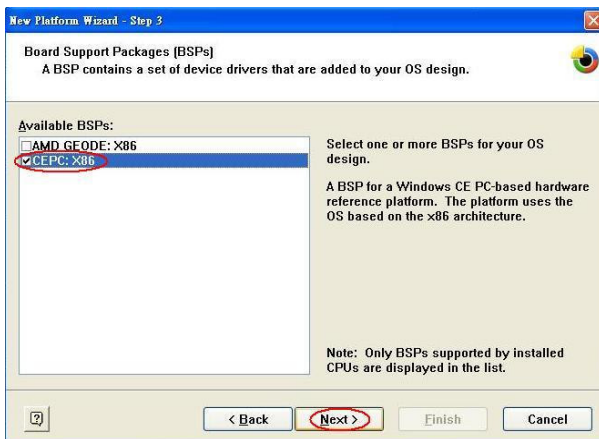 New Platform Wizard - Step 3
Board Support Packages (BSPs)
A BSP contains a set of device drivers that are added to your OS design.
Available BSPs:
AMD GEODE: X86
CEPC: X86
Select one or more BSPs for your OS
design.
A BSP for a Windows CE PC-based hardware
reference platform. The platform uses the
OS based on the x86 architecture.
Note: Only BSPs supported by installed
CPUs are displayed in the list.
< Back
Next >
Finish
Cancel